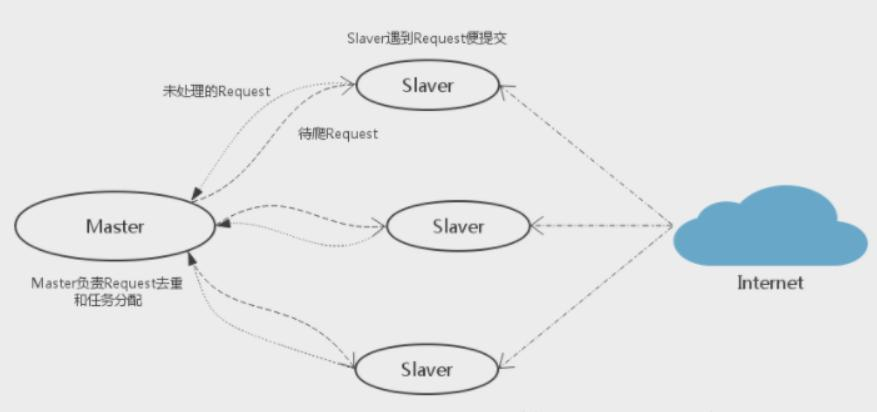 Slaver遇到Request便提交
Slaver
未处理的Request
待爬Request
Master
Slaver
Internet
Master负责Request去重
和任务分配
Slaver